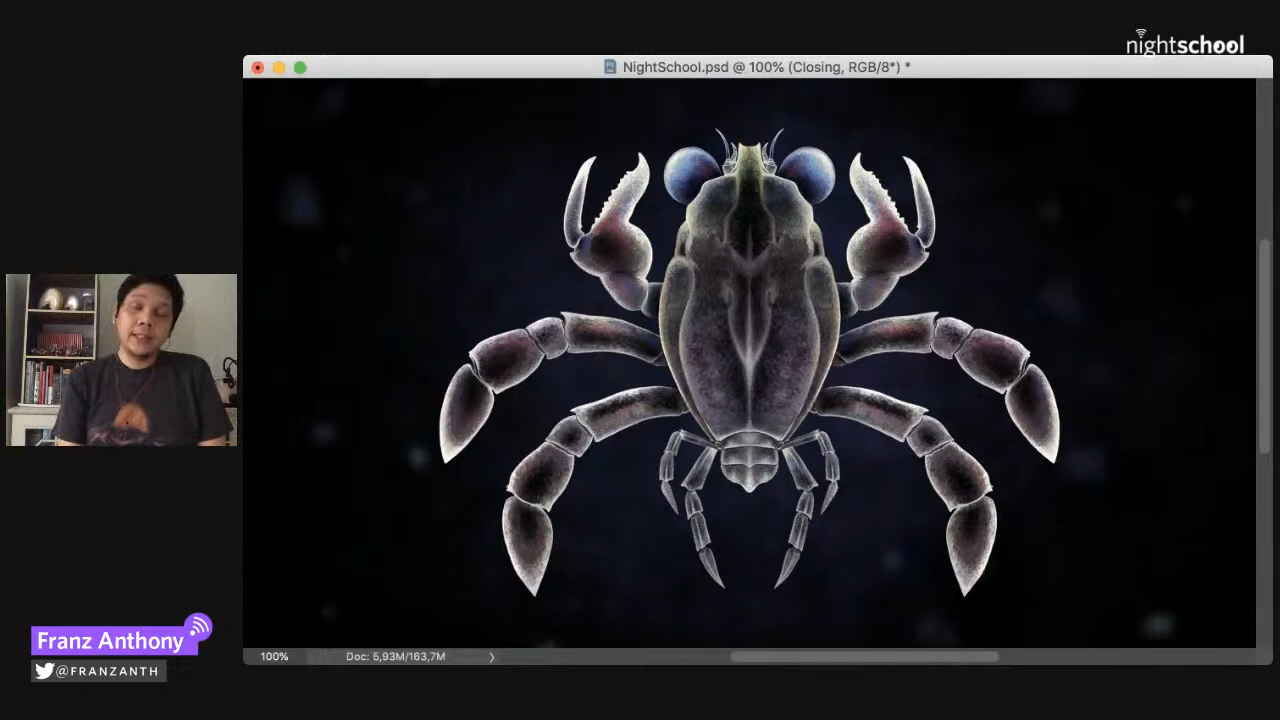 nightschool
NightSchool.psd @ 100% (Closing, RGB/8*) *
Franz Anthony
@FRANZANTH
100%
Doc: 5,93M/163,7M